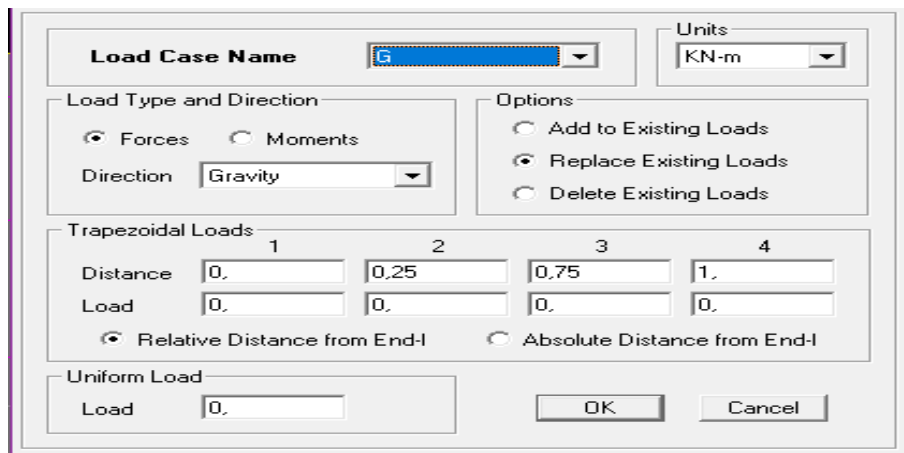 Units
Load Case Name G KN-m
Load Type and Direction Options
Forces Moments Add to Existing Loads
Replace Existing Loads
Direction Gravity
Delete Existing Loads
Trapezoidal Loads
1 2 3 4
Distance 0, 0,25 0,75 1,
Load 0, 0, 0, 0,
Relative Distance from End-I Absolute Distance from End-I
Uniform Load
Load 0, OK Cancel